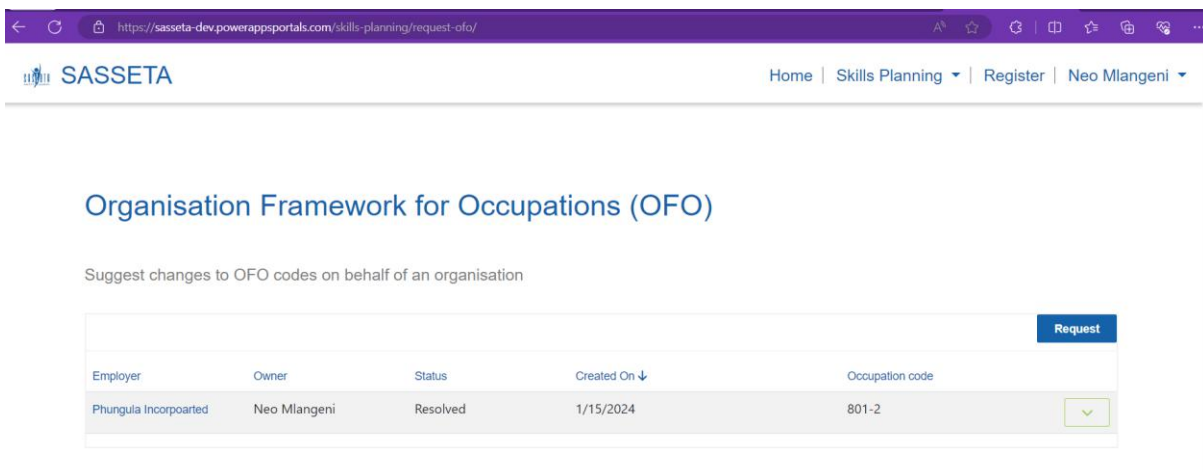 https://sasseta-dev.powerappsportals.com/skills-planning/request-ofo/
SASSETA
Home | Skills Planning | Register | Neo Mlangeni
Organisation Framework for Occupations (OFO)
Suggest changes to OFO codes on behalf of an organisation
Request
Employer Owner Status Created On Occupation code
Phungula Incorpoarted Neo Mlangeni Resolved 1/15/2024 801-2